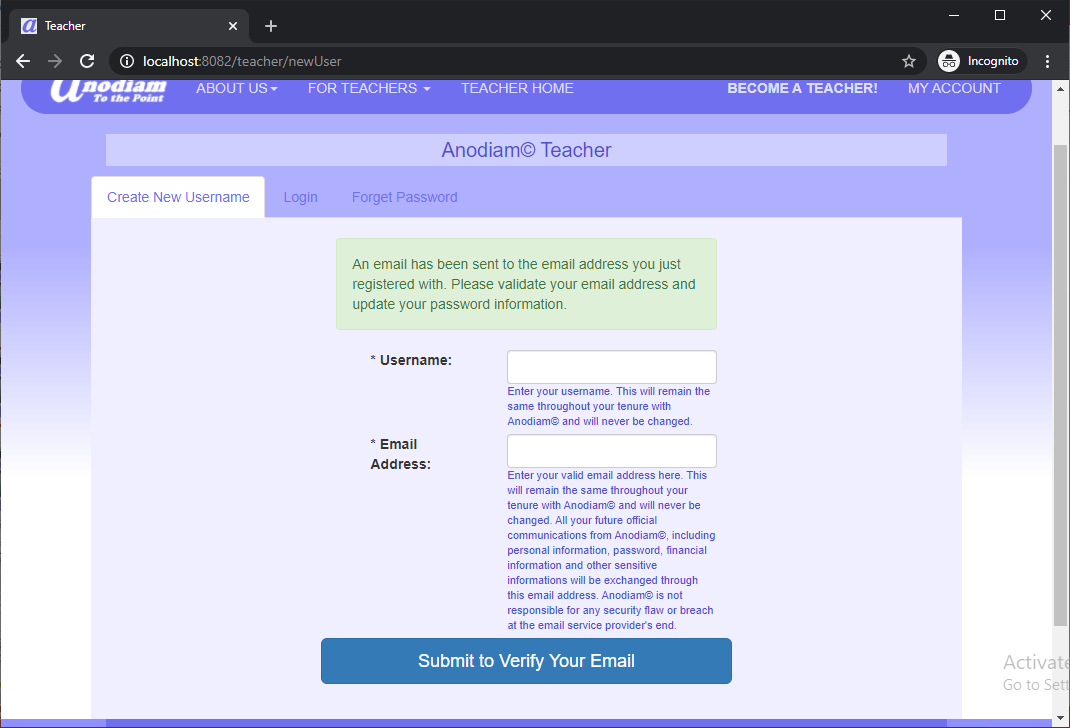 Teacher
localhost:8082/teacher/newUser
Incognito
Anodiam
To the Point
ABOUT US
FOR TEACHERS
TEACHER HOME
BECOME A TEACHER!
MY ACCOUNT
Anodiam© Teacher
Create New Username
Login
Forget Password
An email has been sent to the email address you just
registered with. Please validate your email address and
update your password information.
* Username:
Enter your username. This will remain the
same throughout your tenure with
Anodiam© and will never be changed.
* Email
Address:
Enter your valid email address here. This
will remain the same throughout your
tenure with Anodiam© and will never be
changed. All your future official
communications from Anodiam©, including
personal information, password, financial
information and other sensitive
informations will be exchanged through
this email address. Anodiam© is not
responsible for any security flaw or breach
at the email service provider's end.
Submit to Verify Your Email
Activate
Go to Sett